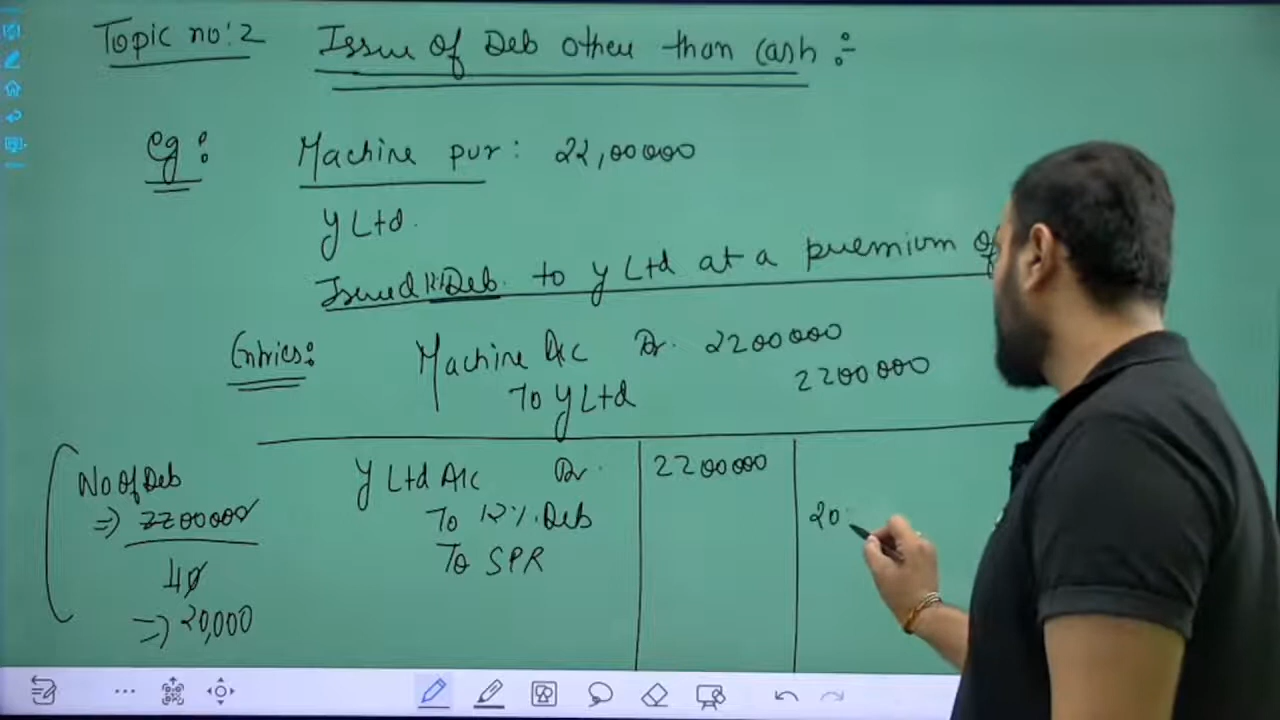 Topic no: 2 Issue of Deb other than Cash :-
Eg: Machine pur: 22,00000
Y Ltd.
Issued 12% Deb. to Y Ltd at a premium of
Entries: Machine A/c Dr. 2200000
To Y Ltd 2200000
No Of Deb
=> 2200000
=> 20,000
Y Ltd A/c Dr. 2200000
To 12% Deb 20
To SPR